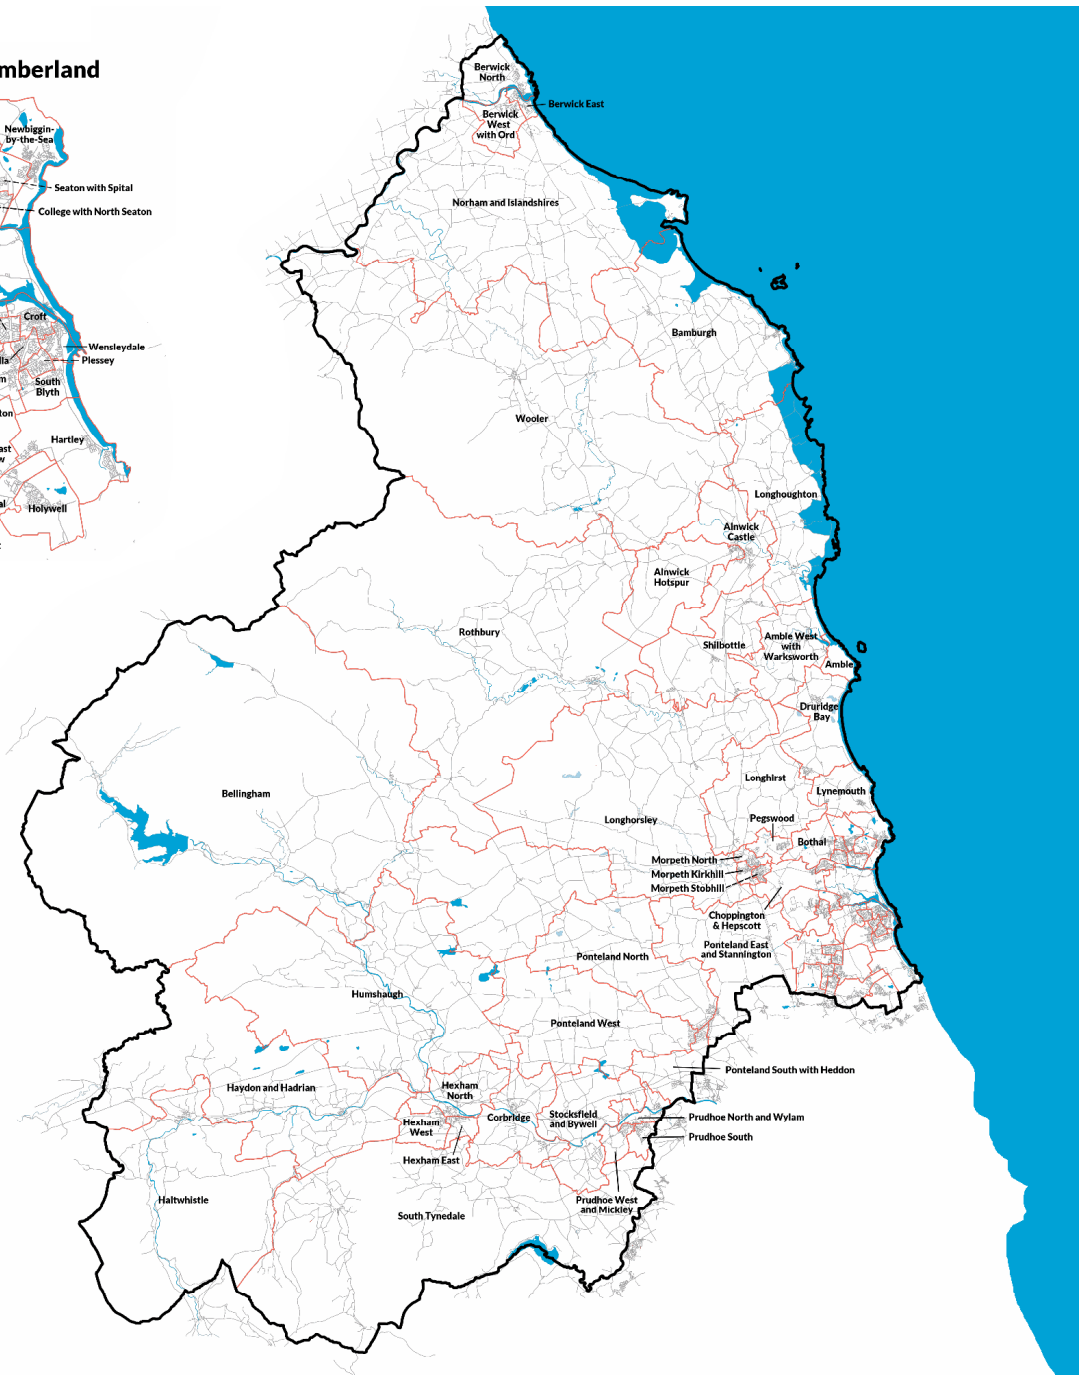 mberland
Newbiggin-
by-the-Sea
Seaton with Spital
College with North Seaton
Croft
Wensleydale
lla
Plessey
m
South
Blyth
ton
Hartley
ast
w
al
Holywell
Berwick
North
Berwick East
Berwick
West
with Ord
Norham and Islandshires
Bamburgh
Wooler
Longhoughton
Alnwick
Castle
Alnwick
Hotspur
Rothbury
Shilbottle
Amble West
with
Warksworth
Amble
Druridge
Bay
Longhirst
Lynemouth
Bellingham
Longhorsley
Pegswood
Bothal
Morpeth North
Morpeth Kirkhill
Morpeth Stobhill
Choppington
& Hepscott
Ponteland East
and Stannington
Ponteland North
Humshaugh
Ponteland West
Ponteland South with Heddon
Haydon and Hadrian
Hexham
North
Corbridge
Stocksfield
and Bywell
Prudhoe North and Wylam
Hexham
West
Prudhoe South
Hexham East
Haltwhistle
Prudhoe West
and Mickley
South Tynedale